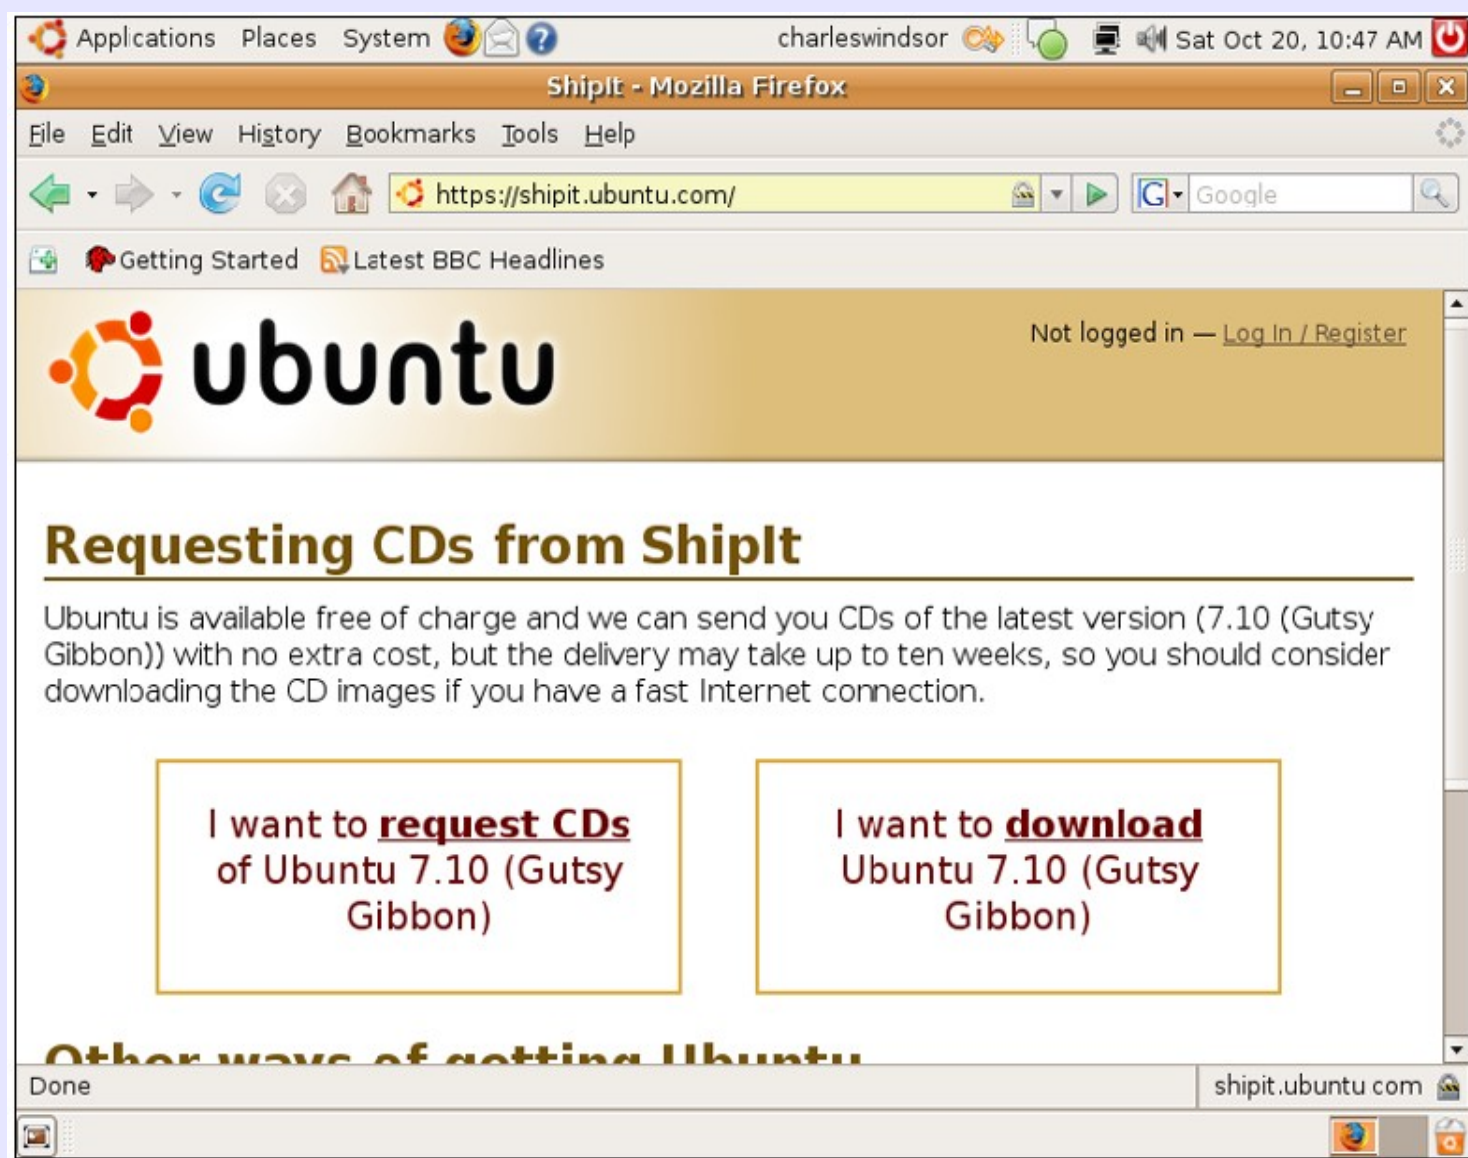 Applications Places System charleswindsor Sat Oct 20, 10:47 AM
ShipIt - Mozilla Firefox
File Edit View History Bookmarks Tools Help
https://shipit.ubuntu.com/ G Google
Getting Started Latest BBC Headlines
ubuntu Not logged in — Log In / Register
Requesting CDs from ShipIt
Ubuntu is available free of charge and we can send you CDs of the latest version (7.10 (Gutsy
Gibbon)) with no extra cost, but the delivery may take up to ten weeks, so you should consider
downloading the CD images if you have a fast Internet connection.
I want to request CDs
of Ubuntu 7.10 (Gutsy
Gibbon)
I want to download
Ubuntu 7.10 (Gutsy
Gibbon)
Other ways of getting Ubuntu
Done shipit.ubuntu.com